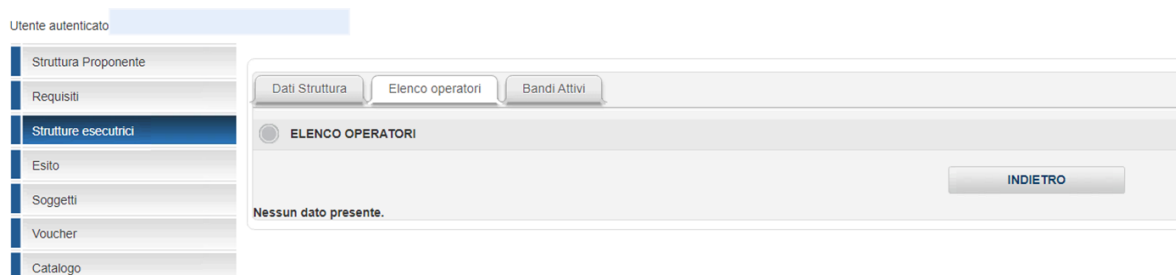 Utente autenticato
Struttura Proponente
Requisiti
Strutture esecutrici
Esito
Soggetti
Voucher
Catalogo
Dati Struttura
Elenco operatori
Bandi Attivi
ELENCO OPERATORI
INDIETRO
Nessun dato presente.